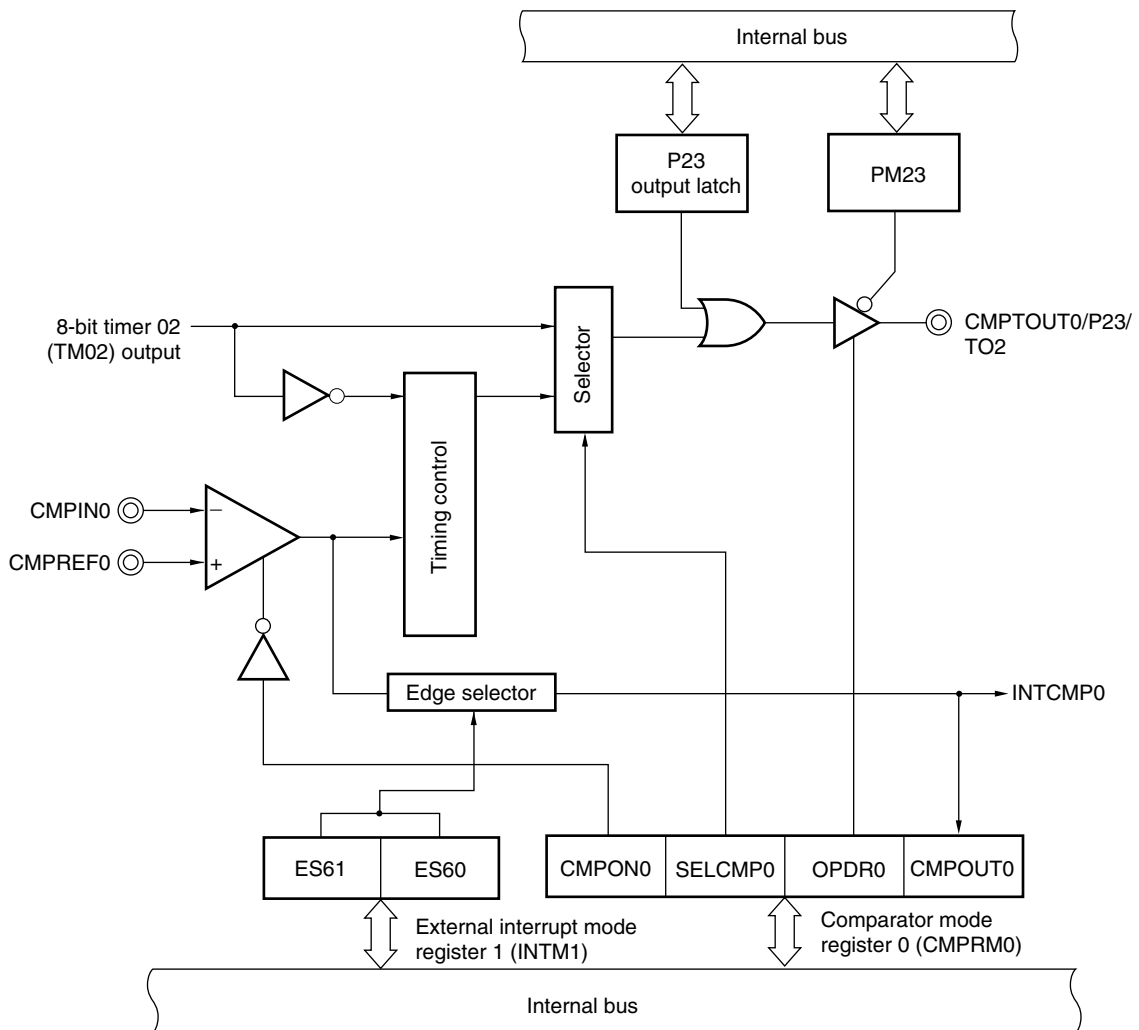 Internal bus
P23
output latch
PM23
8-bit timer 02
(TM02) output
Selector
CMPTOUT0/P23/
TO2
Timing control
CMPIN0
−
CMPREF0
+
Edge selector
INTCMP0
ES61
ES60
CMPON0
SELCMP0
OPDR0
CMPOUT0
External interrupt mode
register 1 (INTM1)
Comparator mode
register 0 (CMPRM0)
Internal bus